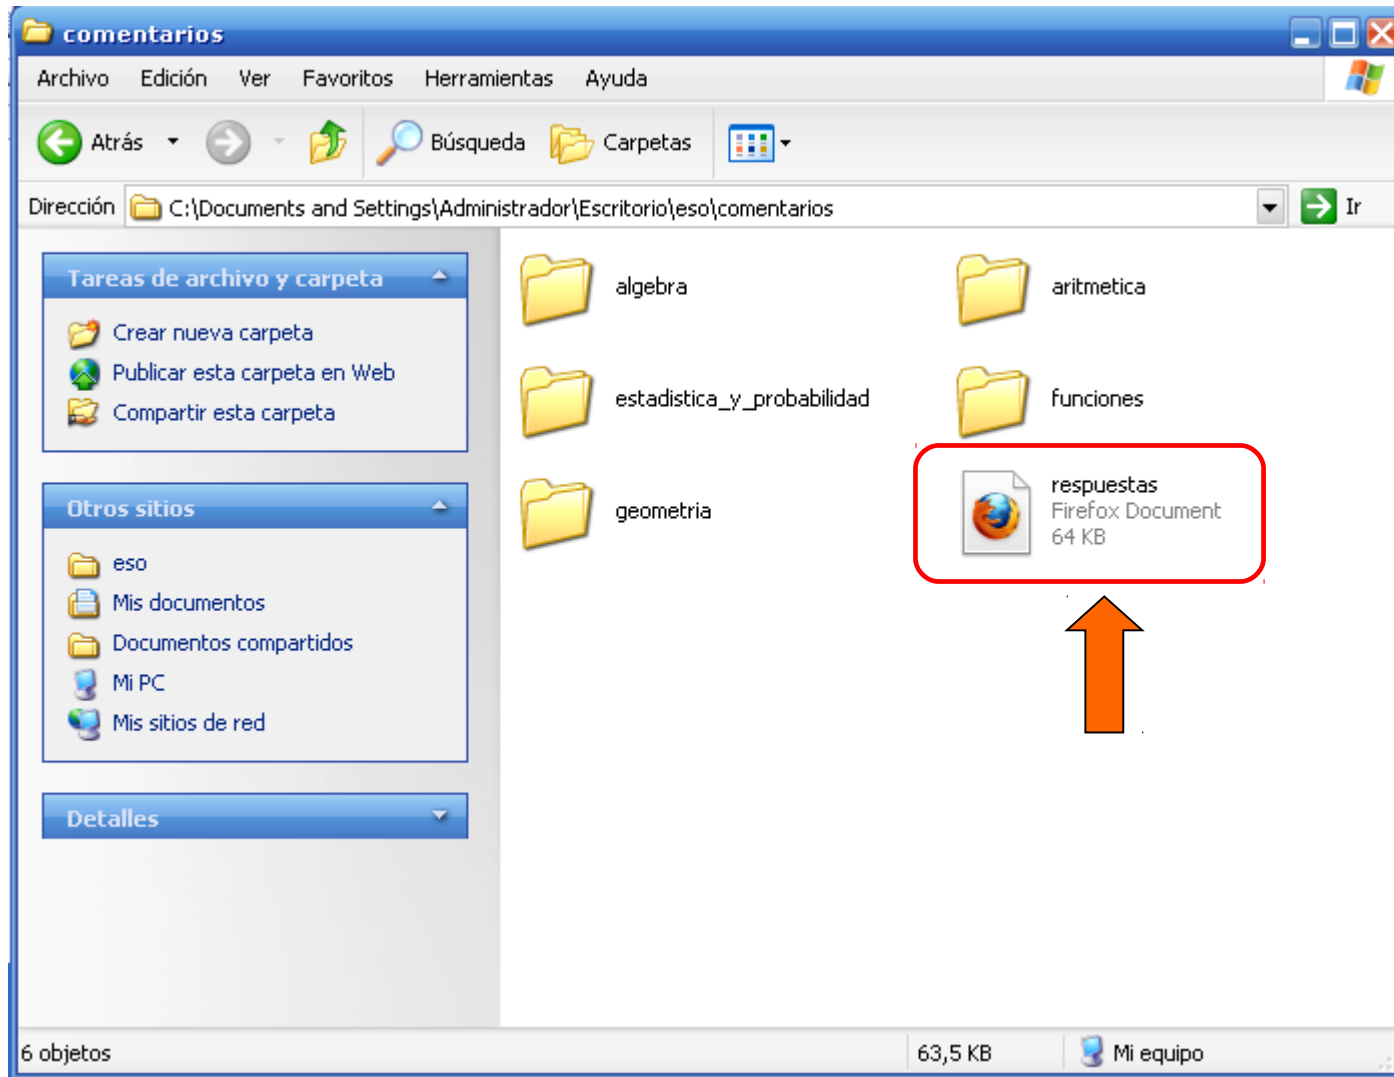 comentarios
Archivo Edición Ver Favoritos Herramientas Ayuda
Atrás Búsqueda Carpetas
Dirección C:\Documents and Settings\Administrador\Escritorio\eso\comentarios Ir
Tareas de archivo y carpeta
Crear nueva carpeta
Publicar esta carpeta en Web
Compartir esta carpeta
Otros sitios
eso
Mis documentos
Documentos compartidos
Mi PC
Mis sitios de red
Detalles
algebra
aritmetica
estadistica_y_probabilidad
funciones
geometria
respuestas
Firefox Document
64 KB
6 objetos 63,5 KB Mi equipo